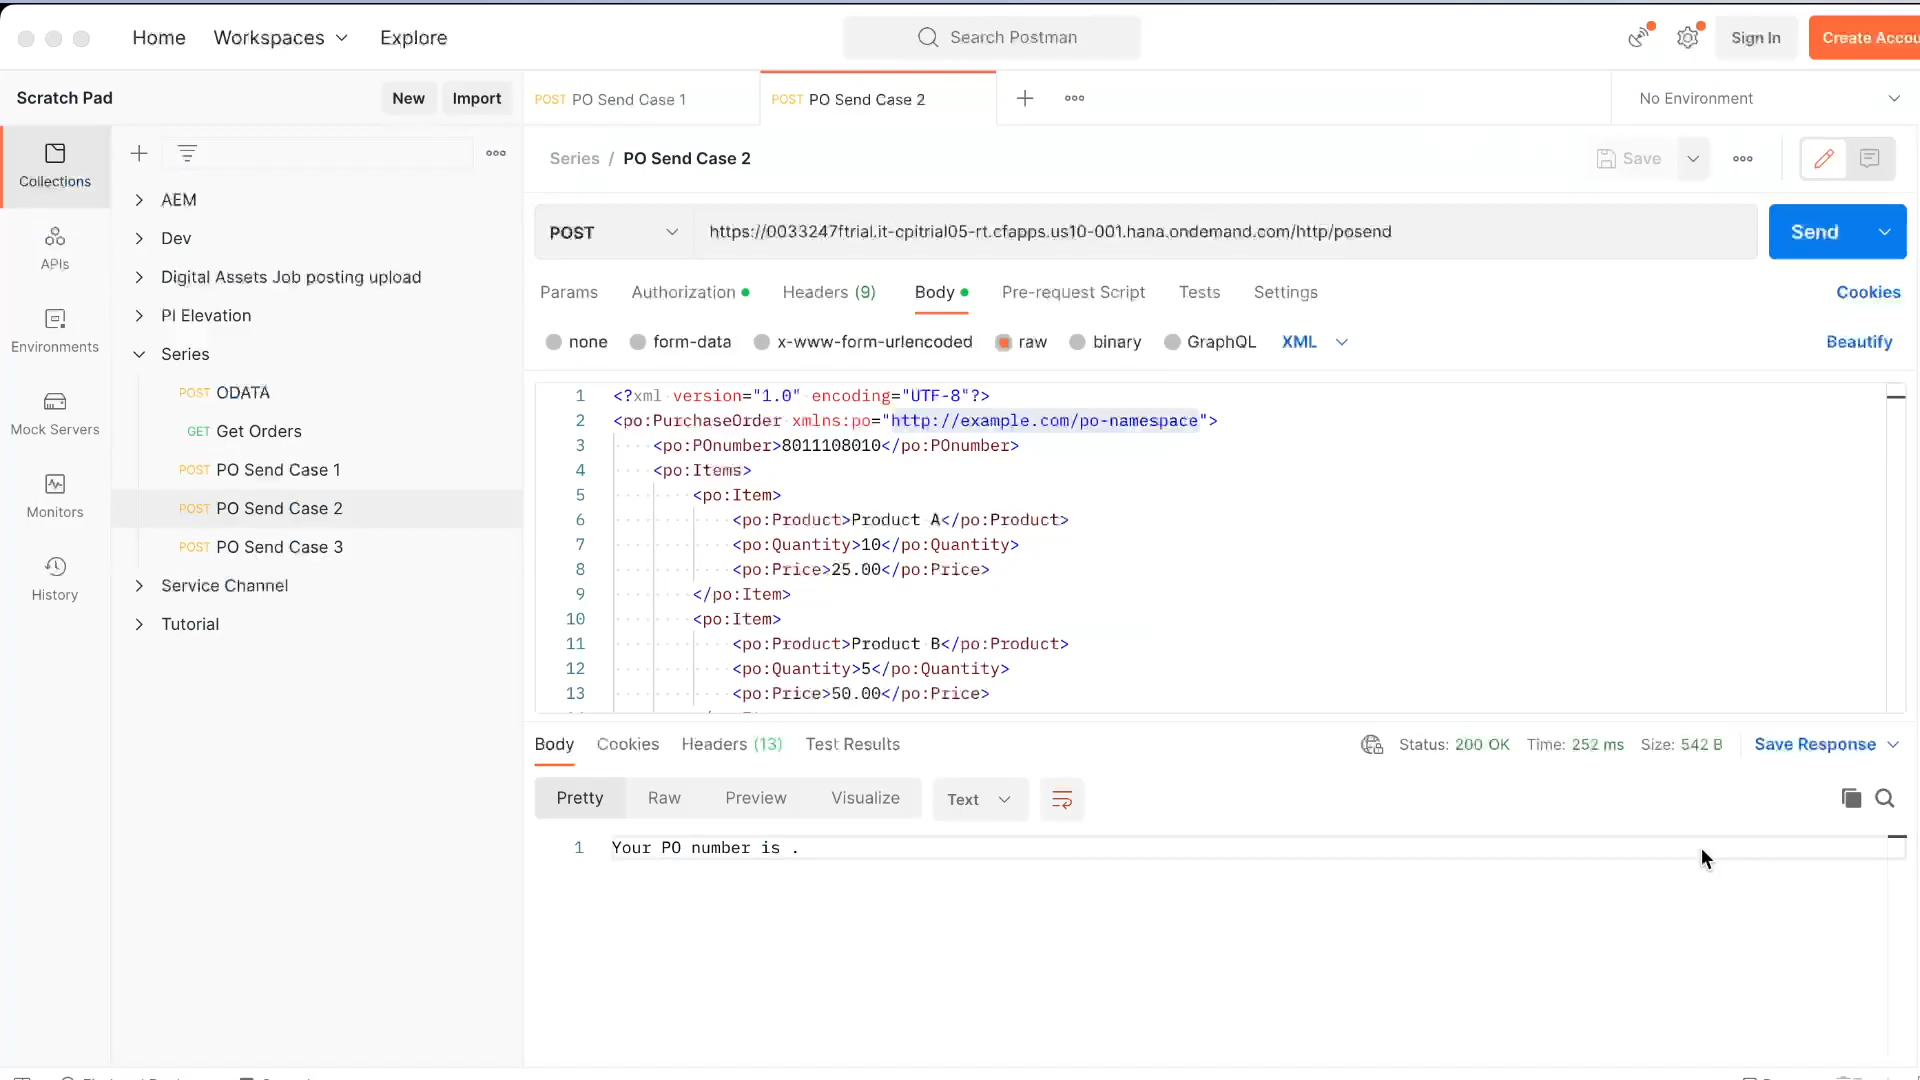 Home Workspaces Explore Search Postman Sign In Create Accou
Scratch Pad New Import POST PO Send Case 1 POST PO Send Case 2 No Environment
Collections
APIs
Environments
Mock Servers
Monitors
History
AEM
Dev
Digital Assets Job posting upload
PI Elevation
Series
POST ODATA
GET Get Orders
POST PO Send Case 1
POST PO Send Case 2
POST PO Send Case 3
Service Channel
Tutorial
Series / PO Send Case 2 Save
POST https://0033247ftrial.it-cpitrial05-rt.cfapps.us10-001.hana.ondemand.com/http/posend Send
Params Authorization Headers (9) Body Pre-request Script Tests Settings Cookies
none form-data x-www-form-urlencoded raw binary GraphQL XML Beautify
1 <?xml version="1.0" encoding="UTF-8"?>
2 <po:PurchaseOrder xmlns:po="http://example.com/po-namespace">
3 <po:POnumber>8011108010</po:POnumber>
4 <po:Items>
5 <po:Item>
6 <po:Product>Product A</po:Product>
7 <po:Quantity>10</po:Quantity>
8 <po:Price>25.00</po:Price>
9 </po:Item>
10 <po:Item>
11 <po:Product>Product B</po:Product>
12 <po:Quantity>5</po:Quantity>
13 <po:Price>50.00</po:Price>
Body Cookies Headers (13) Test Results Status: 200 OK Time: 252 ms Size: 542 B Save Response
Pretty Raw Preview Visualize Text
1 Your PO number is .